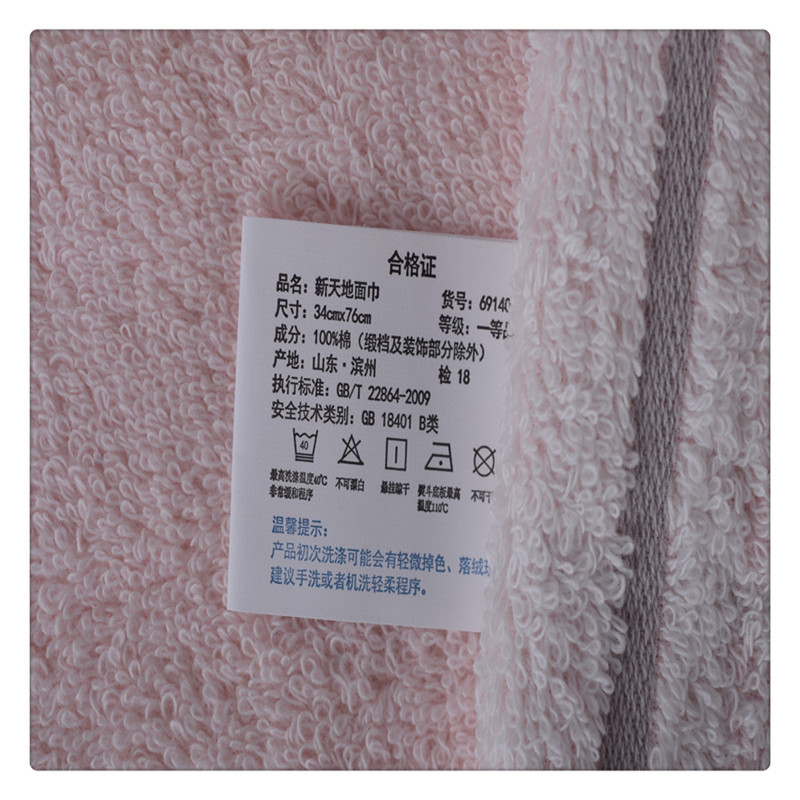 合格证
品名：新天地面巾 货号：69140
尺寸：34cmx76cm 等级：一等品
成分：100%棉（缎档及装饰部分除外）
产地：山东·滨州 检 18
执行标准：GB/T 22864-2009
安全技术类别：GB 18401 B类
40
最高洗涤温度40℃ 不可漂白 悬挂晾干 熨斗底板最高 不可干
非常缓和程序 温度110℃
温馨提示：
产品初次洗涤可能会有轻微掉色、落绒
建议手洗或者机洗轻柔程序。